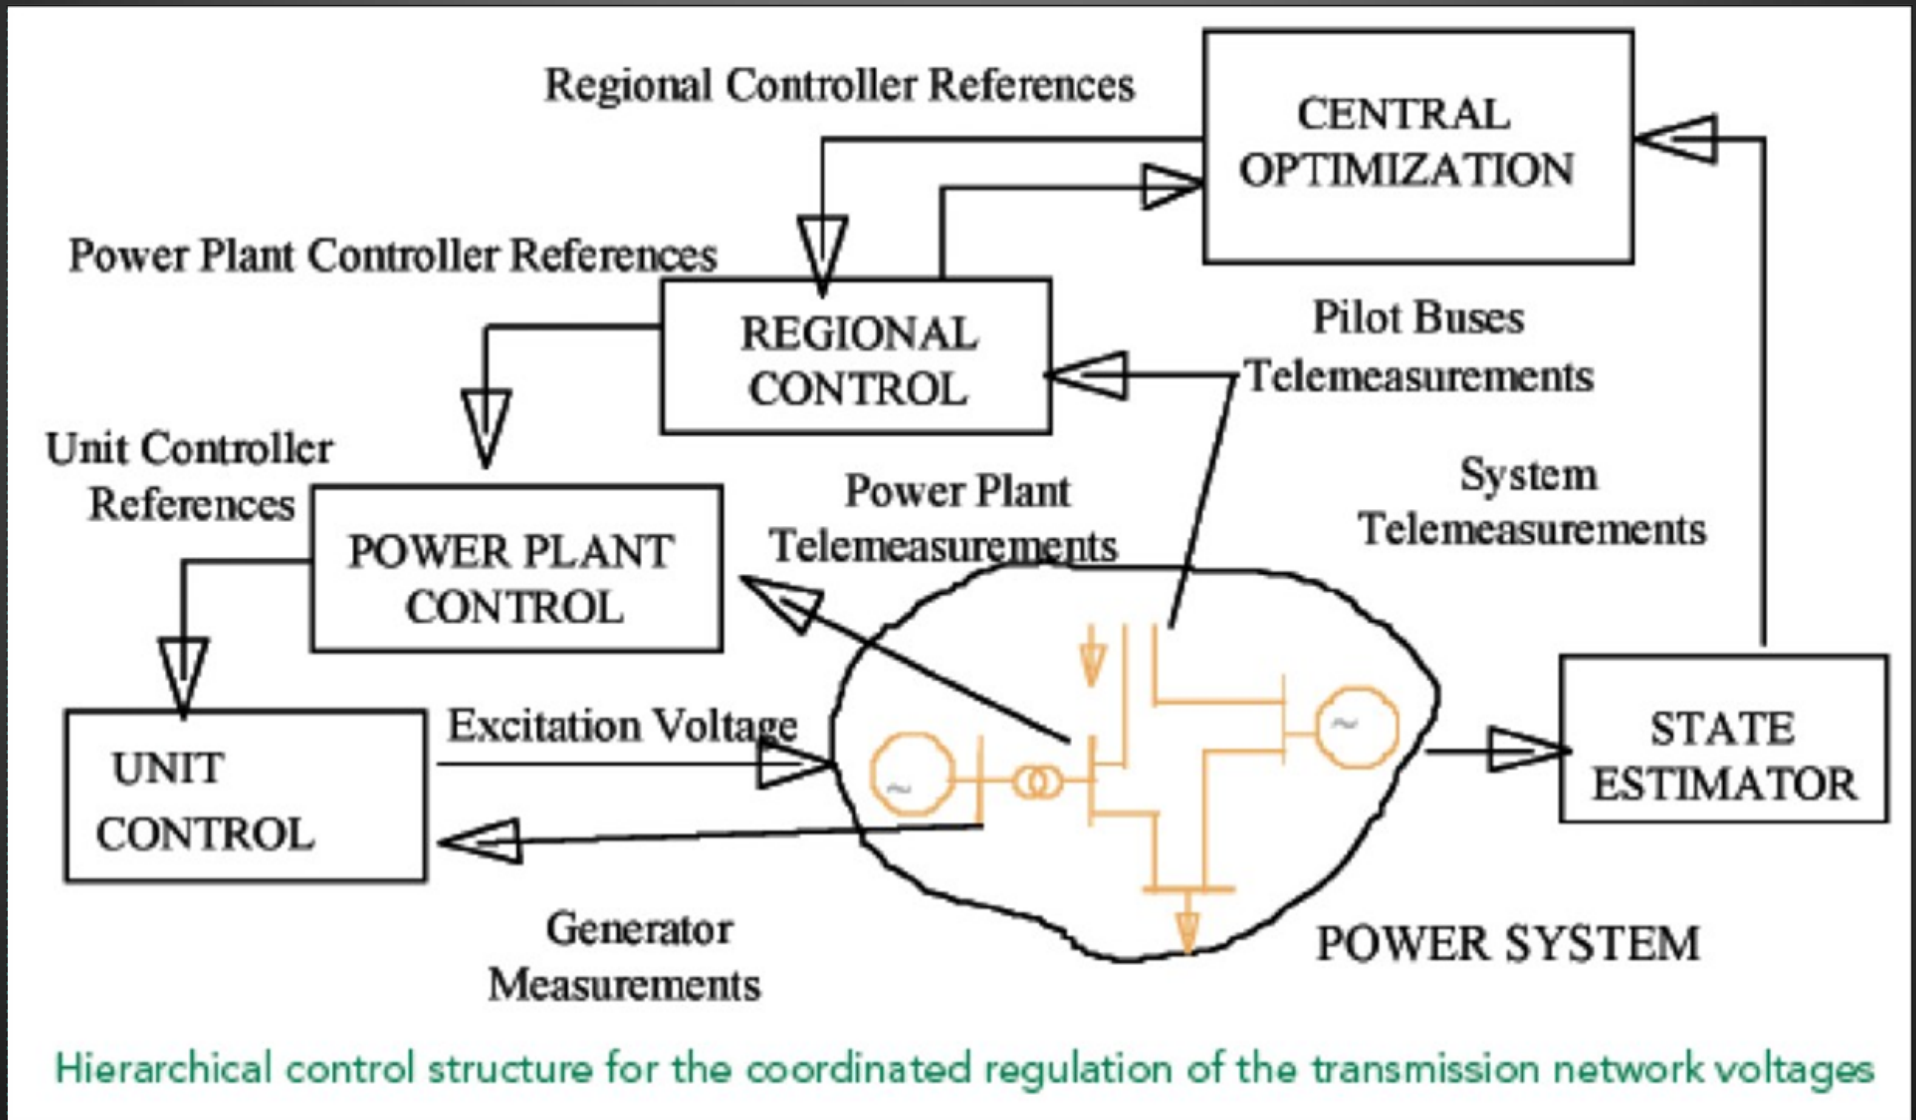 Regional Controller References
CENTRAL
OPTIMIZATION
Power Plant Controller References
REGIONAL
CONTROL
Pilot Buses
Telemeasurements
Unit Controller
References
POWER PLANT
CONTROL
Power Plant
Telemeasurements
System
Telemeasurements
UNIT
CONTROL
Excitation Voltage
~
~
STATE
ESTIMATOR
Generator
Measurements
POWER SYSTEM
Hierarchical control structure for the coordinated regulation of the transmission network voltages